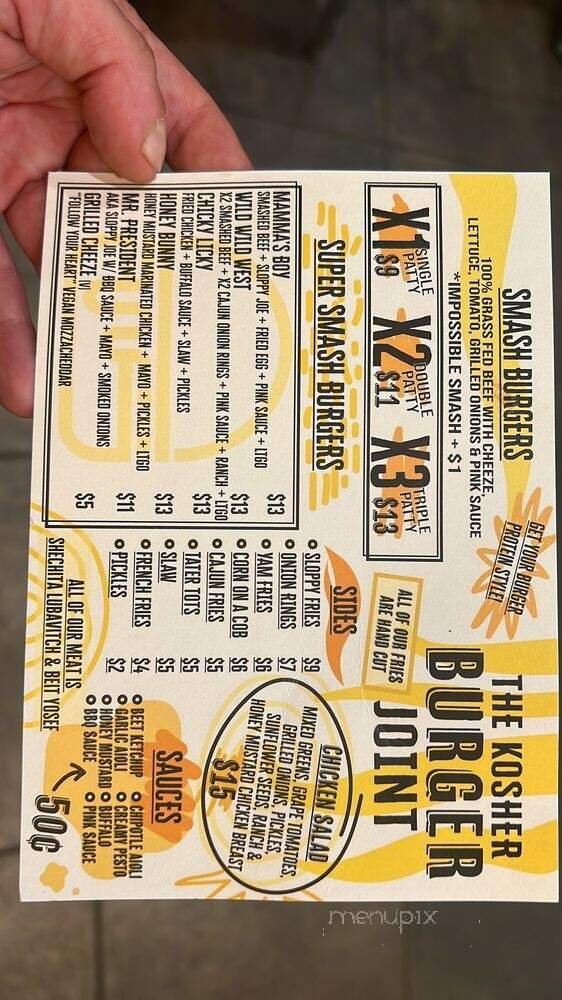 SMASH BURGERS
100% GRASS FED BEEF WITH CHEEZE,
LETTUCE, TOMATO, GRILLED ONIONS & PINK SAUCE
*IMPOSSIBLE SMASH + $1
X1 SINGLE PATTY $9
X2 DOUBLE PATTY $11
X3 TRIPLE PATTY $13
SUPER SMASH BURGERS
MAMMA'S BOY $13
SMASHED BEEF + SLOPPY JOE + FRIED EGG + PINK SAUCE + LTGO
WILD WILD WEST $13
X2 SMASHED BEEF + X2 CAJUN ONION RINGS + PINK SAUCE + RANCH + LTGO
CHICKY LICKY $13
FRIED CHICKEN + BUFFALO SAUCE + SLAW + PICKLES
HONEY BUNNY $13
HONEY MUSTARD MARINATED CHICKEN + MAYO + PICKLES + LTGO
MR. PRESIDENT $11
AKA SLOPPY JOE W/ BBQ SAUCE + MAYO + SMOKED ONIONS
GRILLED CHEEZE (V) $5
"FOLLOW YOUR HEART" VEGAN MOZZACHEDDAR
GET YOUR BURGER
PROTEIN STYLE!
THE KOSHER
BURGER
JOINT
ALL OF OUR FRIES
ARE HAND CUT
SIDES
SLOPPY FRIES $9
ONION RINGS $7
YAM FRIES $6
CORN ON A COB $6
CAJUN FRIES $5
TATER TOTS $5
SLAW $5
FRENCH FRIES $4
PICKLES $2
CHICKEN SALAD
MIXED GREENS, GRAPE TOMATOES,
GRILLED ONIONS, PICKLES
SUNFLOWER SEEDS, RANCH &
HONEY MUSTARD CHICKEN BREAST
$15
SAUCES
BEET KETCHUP
GARLIC AIOLI
HONEY MUSTARD
BBQ SAUCE
CHIPOTLE AIOLI
CREAMY PESTO
BUFFALO
PINK SAUCE
50¢
ALL OF OUR MEAT IS
SHECHITA LUBAVITCH & BEIT YOSEF
menupix